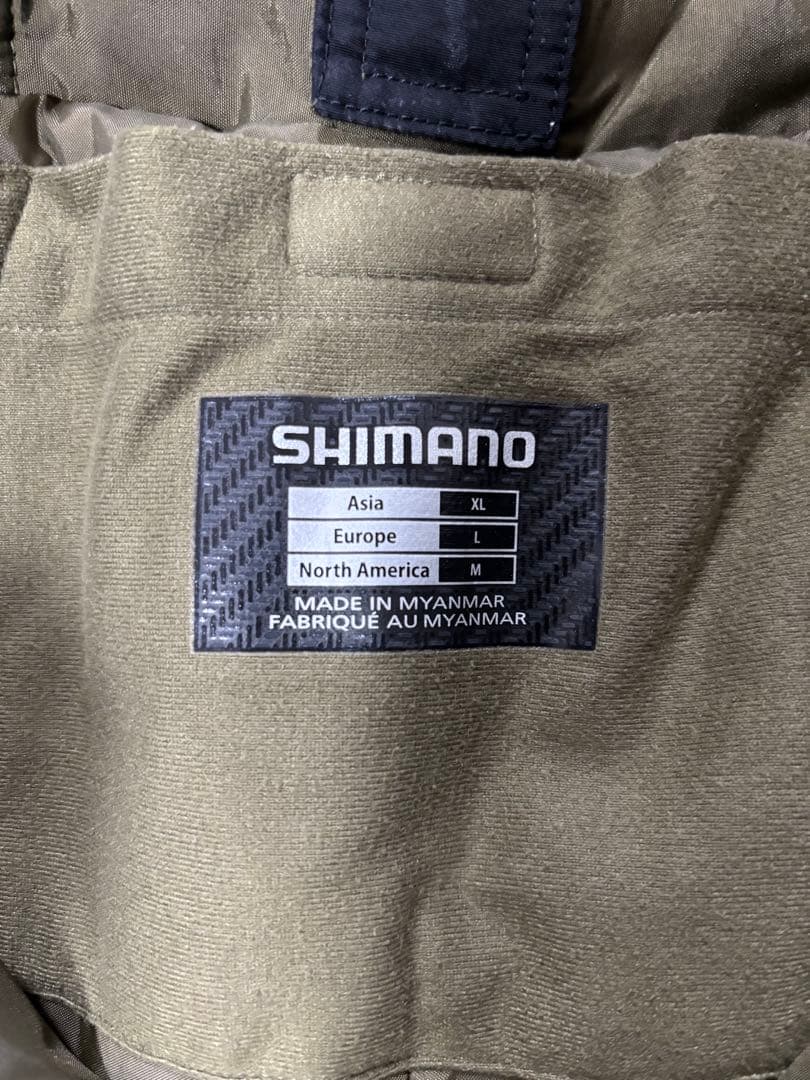 SHIMANO
Asia XL
Europe L
North America M
MADE IN MYANMAR
FABRIQUÉ AU MYANMAR